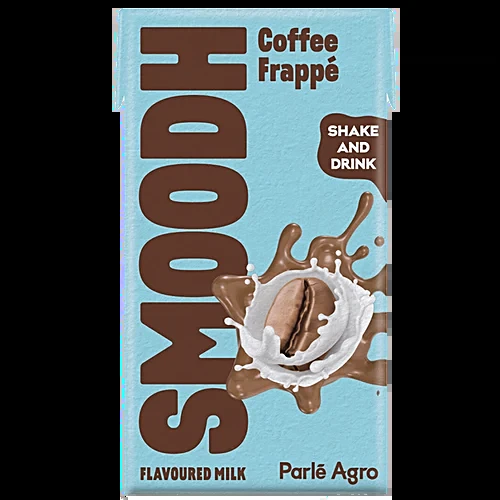 SMOODH
Coffee
Frappé
SHAKE
AND
DRINK
FLAVOURED MILK
Parlé Agro